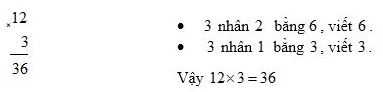 ×12
3
36
• 3 nhân 2 bằng 6, viết 6.
• 3 nhân 1 bằng 3, viết 3.
Vậy 12×3=36